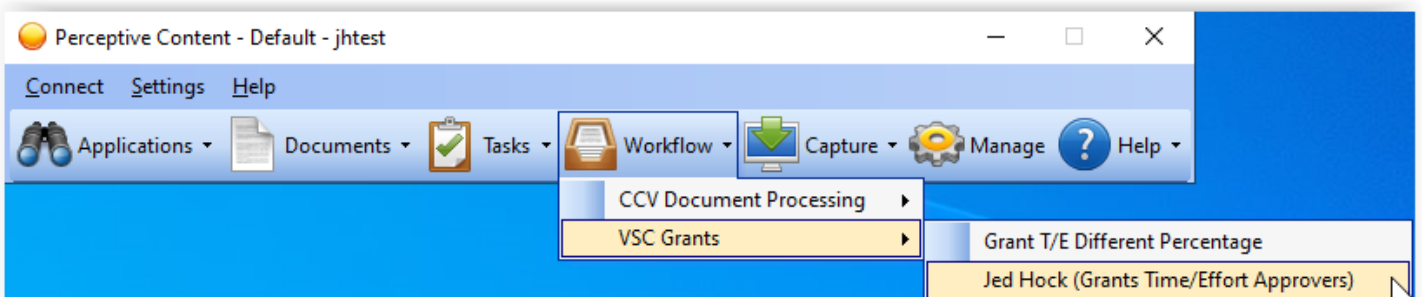 Perceptive Content - Default - jhtest
Connect Settings Help
Applications Documents Tasks Workflow Capture Manage ? Help
CCV Document Processing
VSC Grants
Grant T/E Different Percentage
Jed Hock (Grants Time/Effort Approvers)